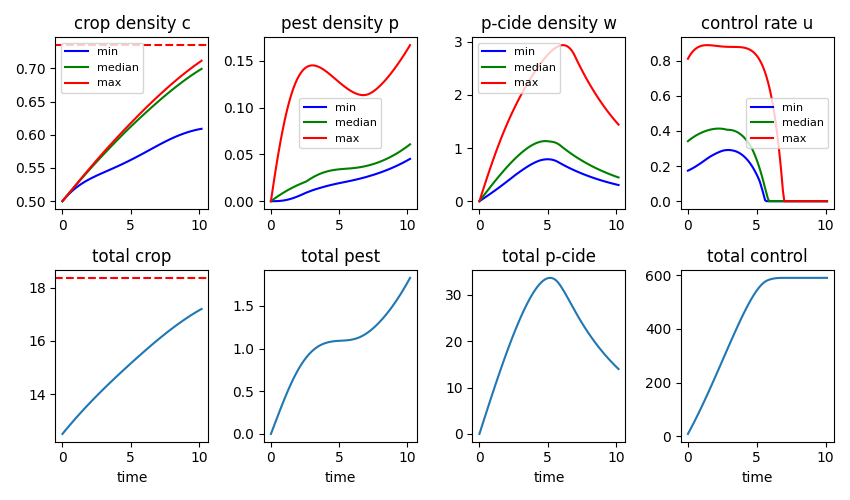 crop density c
pest density p
p-cide density w
control rate u
min
median
max
0.70
0.65
0.60
0.55
0.50
0 5 10
min
median
max
0.15
0.10
0.05
0.00
0 5 10
min
median
max
3
2
1
0
0 5 10
min
median
max
0.8
0.6
0.4
0.2
0.0
0 5 10
total crop
total pest
total p-cide
total control
18
16
14
0 5 10
time
1.5
1.0
0.5
0.0
0 5 10
time
30
20
10
0
0 5 10
time
600
400
200
0
0 5 10
time